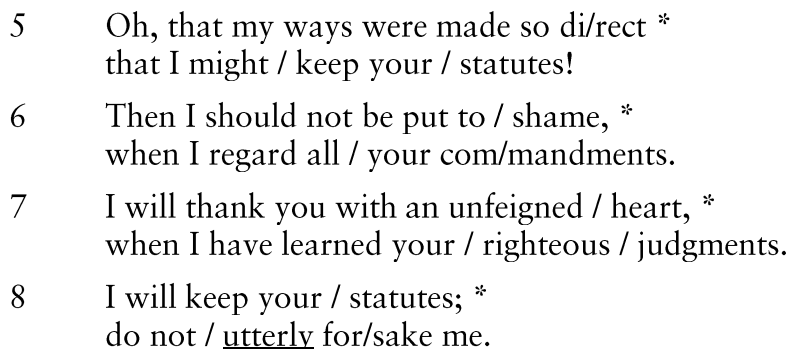 5 Oh, that my ways were made so di/rect *
that I might / keep your / statutes!
6 Then I should not be put to / shame, *
when I regard all / your com/mandments.
7 I will thank you with an unfeigned / heart, *
when I have learned your / righteous / judgments.
8 I will keep your / statutes; *
do not / utterly for/sake me.